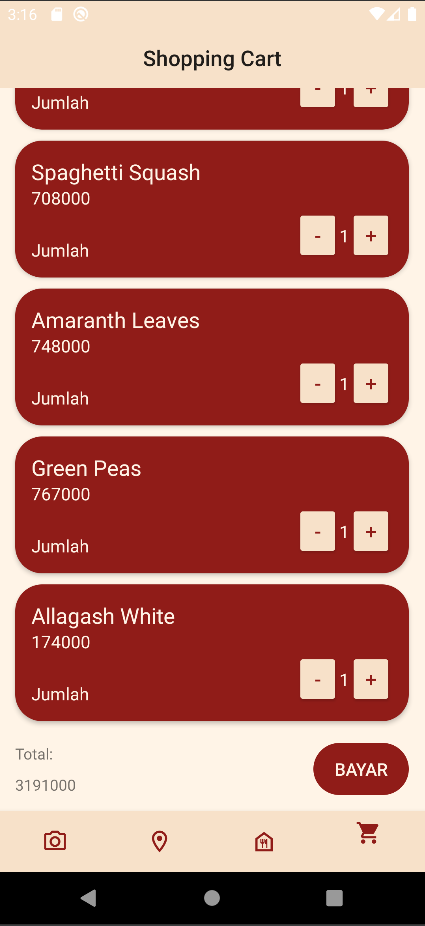 3:16
Shopping Cart
Jumlah
- 1 +
Spaghetti Squash
708000
Jumlah
- 1 +
Amaranth Leaves
748000
Jumlah
- 1 +
Green Peas
767000
Jumlah
- 1 +
Allagash White
174000
Jumlah
- 1 +
Total:
3191000
BAYAR